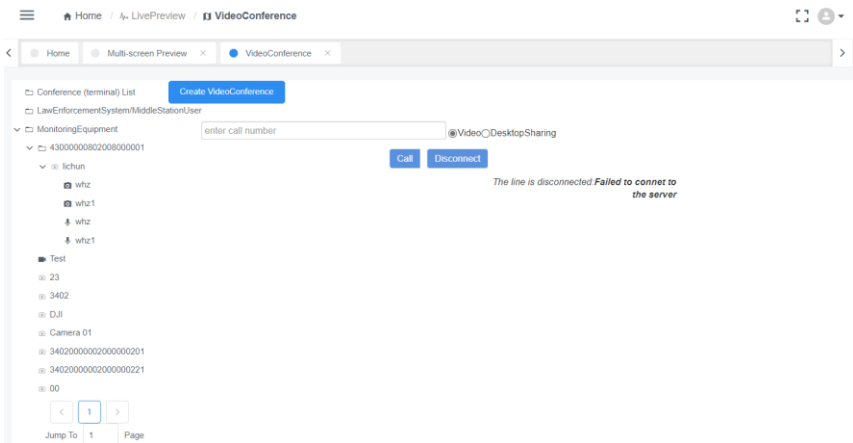 Home / LivePreview / VideoConference
Home Multi-screen Preview × VideoConference ×
Conference (terminal) List
Create VideoConference
LawEnforcementSystem/MiddleStationUser
MonitoringEquipment
enter call number
Video DesktopSharing
43000000802008000001
Call Disconnect
lichun
The line is disconnected:Failed to connet to
the server
whz
whz1
whz
whz1
Test
23
3402
DJI
Camera 01
34020000002000000201
34020000002000000221
00
< 1 >
Jump To 1 Page